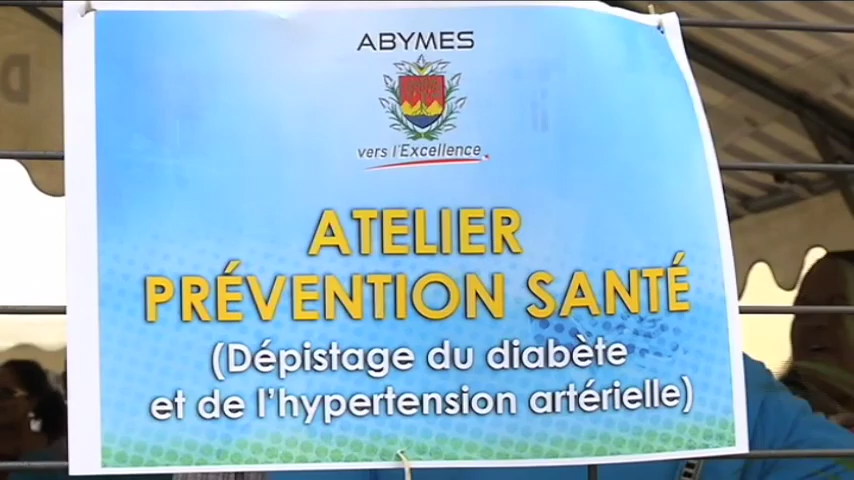 ABYMES
vers l'Excellence
ATELIER
PRÉVENTION SANTÉ
(Dépistage du diabète
et de l'hypertension artérielle)